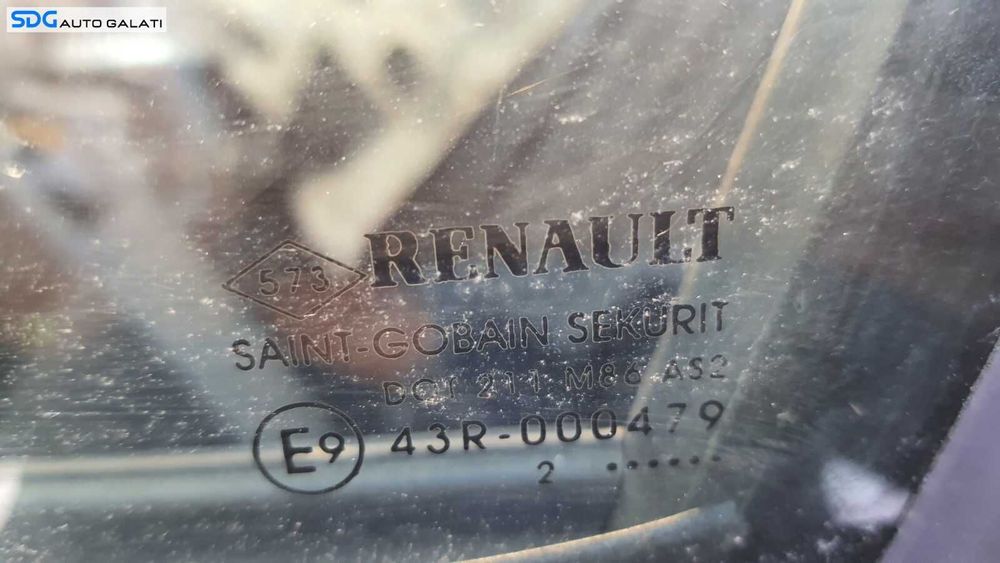 SDG AUTO GALATI
573 RENAULT
SAINT-GOBAIN SEKURIT
DOT 211 M86 AS2
E9 43R-000479
2 ••••••